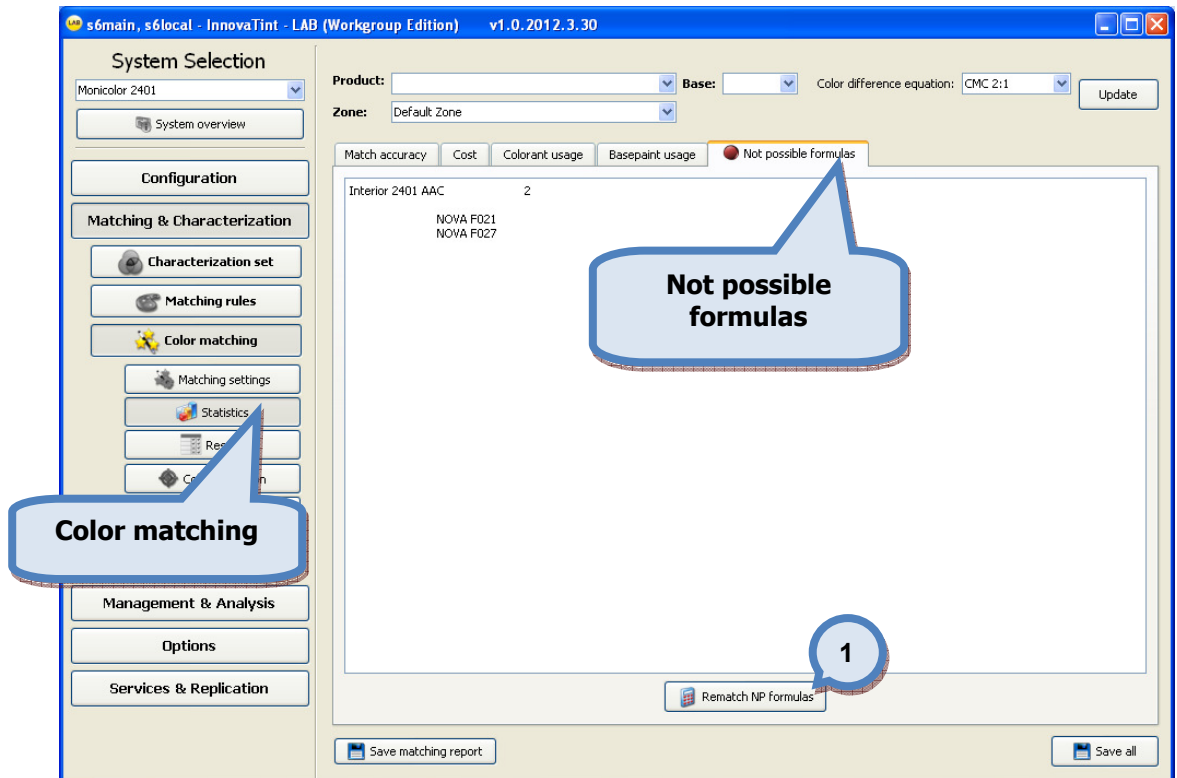 s6main, s6local - InnovaTint - LAB (Workgroup Edition) v1.0.2012.3.30
System Selection
Monicolor 2401
System overview
Configuration
Matching & Characterization
Characterization set
Matching rules
Color matching
Matching settings
Statistics
Color matching
Management & Analysis
Options
Services & Replication
Product:
Base:
Color difference equation: CMC 2:1
Update
Zone: Default Zone
Match accuracy
Cost
Colorant usage
Basepaint usage
Not possible formulas
Interior 2401 AAC 2
NOVA F021
NOVA F027
Not possible
formulas
1
Rematch NP formulas
Save matching report
Save all